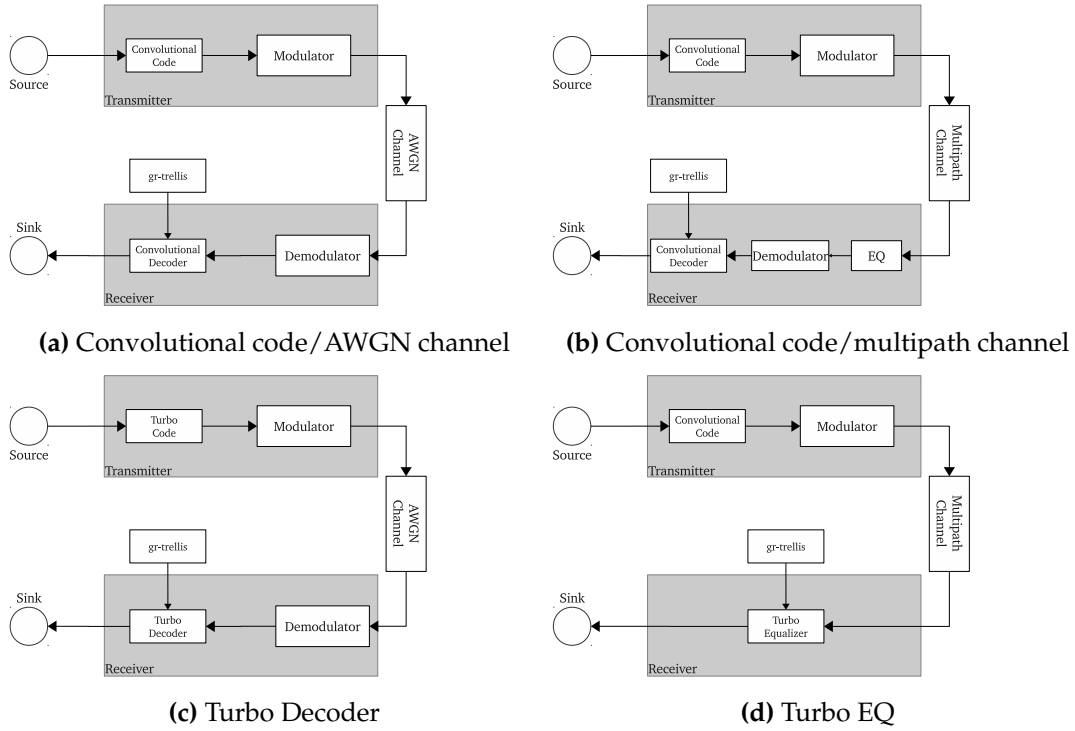 Convolutional
Code
Modulator
Source
Transmitter
AWGN
Channel
gr-trellis
Sink
Convolutional
Decoder
Demodulator
Receiver
(a) Convolutional code/AWGN channel
Convolutional
Code
Modulator
Source
Transmitter
Multipath
Channel
gr-trellis
Sink
Convolutional
Decoder
Demodulator
EQ
Receiver
(b) Convolutional code/multipath channel
Turbo
Code
Modulator
Source
Transmitter
AWGN
Channel
gr-trellis
Sink
Turbo
Decoder
Demodulator
Receiver
(c) Turbo Decoder
Convolutional
Code
Modulator
Source
Transmitter
Multipath
Channel
gr-trellis
Sink
Turbo
Equalizer
Receiver
(d) Turbo EQ